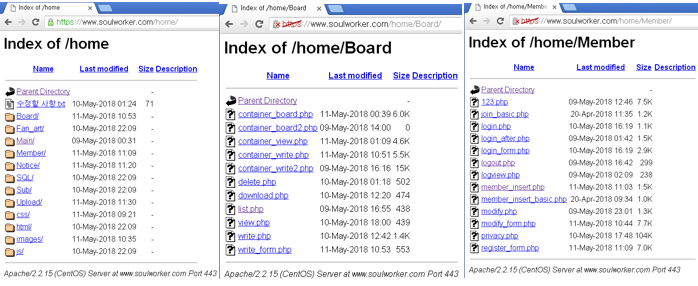 Index of /home
https://www.soulworker.com/home/
Index of /home
Name Last modified Size Description
Parent Directory -
수정할 사항.txt 10-May-2018 01:24 71
Board/ 11-May-2018 10:53 -
Fan_art/ 10-May-2018 22:09 -
Main/ 09-May-2018 00:31 -
Member/ 11-May-2018 11:09 -
Notice/ 11-May-2018 11:20 -
SQL/ 10-May-2018 22:09 -
Sub/ 10-May-2018 22:09 -
Upload/ 11-May-2018 11:30 -
css/ 11-May-2018 09:21 -
html/ 10-May-2018 22:09 -
images/ 11-May-2018 10:35 -
js/ 10-May-2018 22:09 -
Apache/2.2.15 (CentOS) Server at www.soulworker.com Port 443
Index of /home/Board
https://www.soulworker.com/home/Board/
Index of /home/Board
Name Last modified Size Description
Parent Directory -
container_board.php 11-May-2018 00:39 6.0K
container_board2.php 09-May-2018 14:00 0
container_view.php 11-May-2018 01:09 4.6K
container_write.php 11-May-2018 10:51 5.5K
container_write2.php 09-May-2018 16:16 15K
delete.php 10-May-2018 01:18 502
download.php 10-May-2018 12:20 474
list.php 09-May-2018 16:55 438
view.php 10-May-2018 18:00 439
write.php 10-May-2018 12:42 1.4K
write_form.php 11-May-2018 10:53 553
Apache/2.2.15 (CentOS) Server at www.soulworker.com Port 443
Index of /home/Membe
https://www.soulworker.com/home/Member/
Index of /home/Member
Name Last modified Size Description
Parent Directory -
123.php 09-May-2018 12:46 7.5K
join_basic.php 20-Apr-2018 11:35 1.2K
login.php 10-May-2018 16:19 1.1K
login_after.php 09-May-2018 01:42 1.5K
login_form.php 10-May-2018 16:19 2.9K
logout.php 09-May-2018 16:42 299
logview.php 09-May-2018 02:09 238
member_insert.php 11-May-2018 11:03 1.5K
member_insert_basic.php 20-Apr-2018 09:34 1.0K
modify.php 09-May-2018 23:01 1.3K
modify_form.php 11-May-2018 10:44 7.7K
privacy.php 10-May-2018 17:48 104K
register_form.php 11-May-2018 11:09 7.0K
Apache/2.2.15 (CentOS) Server at www.soulworker.com Port 443